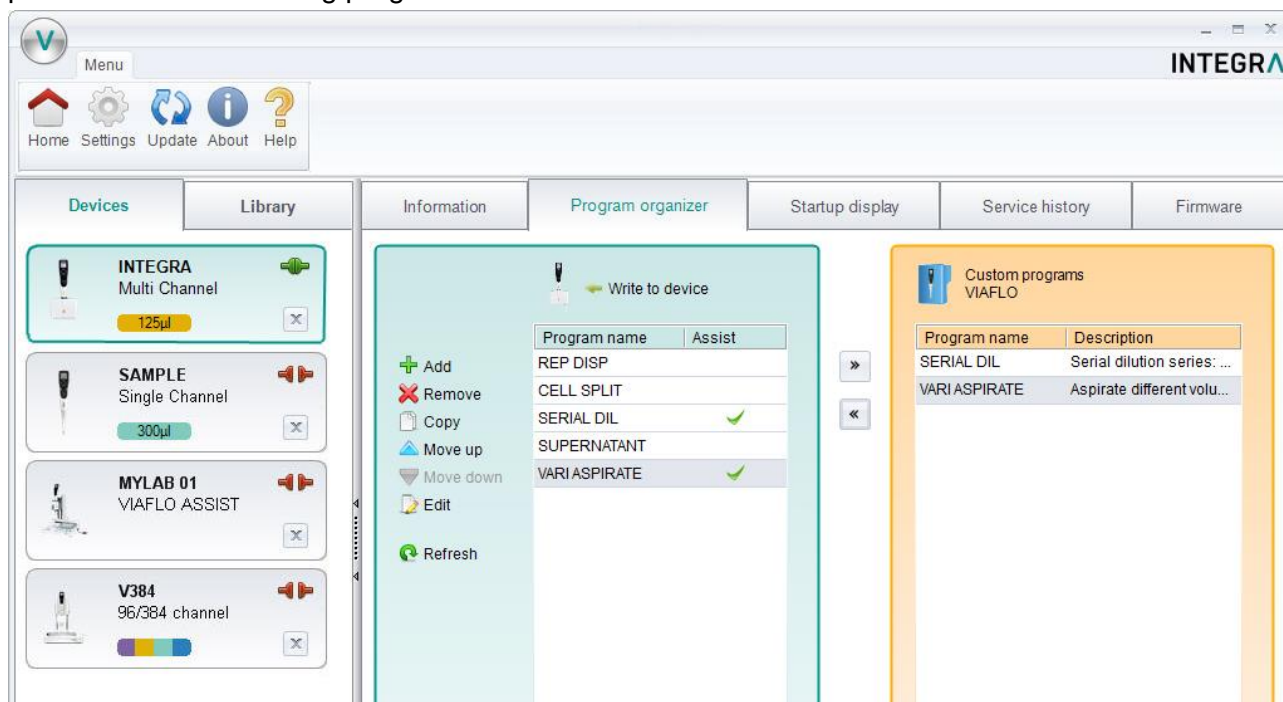 V
Menu
INTEGRA
Home Settings Update About Help
Devices Library Information Program organizer Startup display Service history Firmware
INTEGRA
Multi Channel
125µl
SAMPLE
Single Channel
300µl
MYLAB 01
VIAFLO ASSIST
V384
96/384 channel
Write to device
Add
Remove
Copy
Move up
Move down
Edit
Refresh
Program name Assist
REP DISP
CELL SPLIT
SERIAL DIL
SUPERNATANT
VARI ASPIRATE
Custom programs
VIAFLO
Program name Description
SERIAL DIL Serial dilution series: ...
VARI ASPIRATE Aspirate different volu...